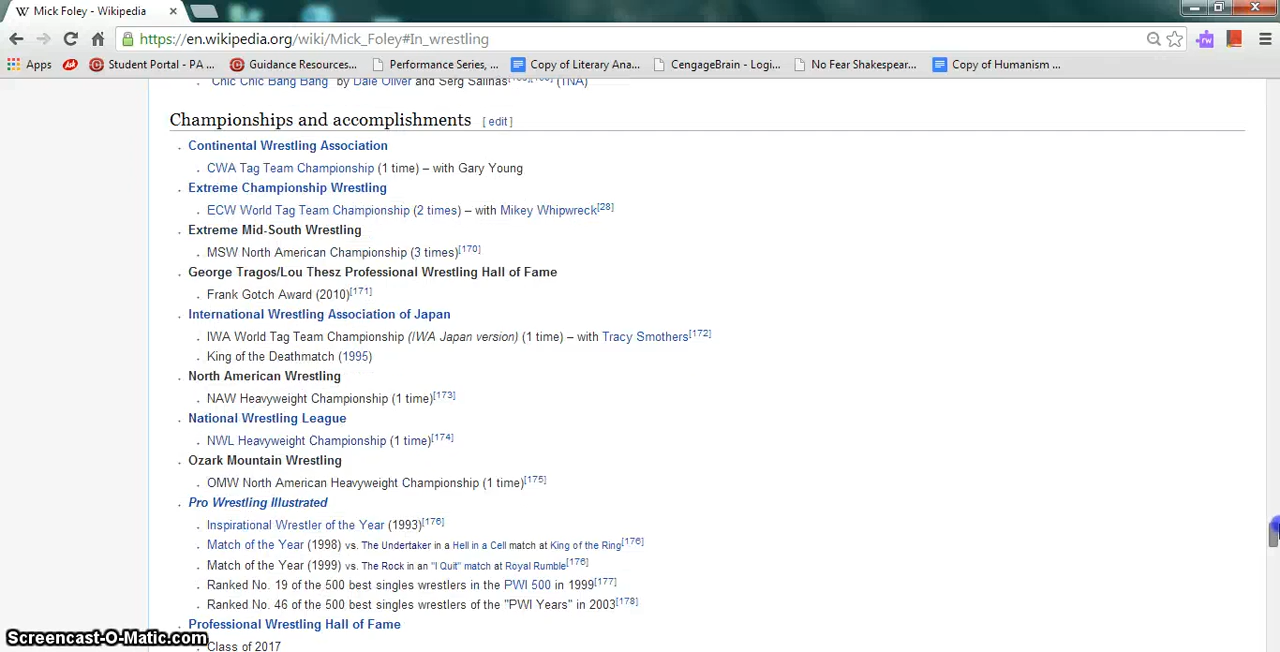 Mick Foley - Wikipedia
https://en.wikipedia.org/wiki/Mick_Foley#In_wrestling
Apps Student Portal - PA ... Guidance Resources... Performance Series, ... Copy of Literary Ana... CengageBrain - Logi... No Fear Shakespear... Copy of Humanism ...
"Chic Chic Bang Bang" by Dale Oliver and Serg Salinas (TNA)
Championships and accomplishments [ edit ]
Continental Wrestling Association
CWA Tag Team Championship (1 time) – with Gary Young
Extreme Championship Wrestling
ECW World Tag Team Championship (2 times) – with Mikey Whipwreck[28]
Extreme Mid-South Wrestling
MSW North American Championship (3 times)[170]
George Tragos/Lou Thesz Professional Wrestling Hall of Fame
Frank Gotch Award (2010)[171]
International Wrestling Association of Japan
IWA World Tag Team Championship (IWA Japan version) (1 time) – with Tracy Smothers[172]
King of the Deathmatch (1995)
North American Wrestling
NAW Heavyweight Championship (1 time)[173]
National Wrestling League
NWL Heavyweight Championship (1 time)[174]
Ozark Mountain Wrestling
OMW North American Heavyweight Championship (1 time)[175]
Pro Wrestling Illustrated
Inspirational Wrestler of the Year (1993)[176]
Match of the Year (1998) vs. The Undertaker in a Hell in a Cell match at King of the Ring[176]
Match of the Year (1999) vs. The Rock in an "I Quit" match at Royal Rumble[176]
Ranked No. 19 of the 500 best singles wrestlers in the PWI 500 in 1999[177]
Ranked No. 46 of the 500 best singles wrestlers of the "PWI Years" in 2003[178]
Professional Wrestling Hall of Fame
Class of 2017
Screencast-O-Matic.com